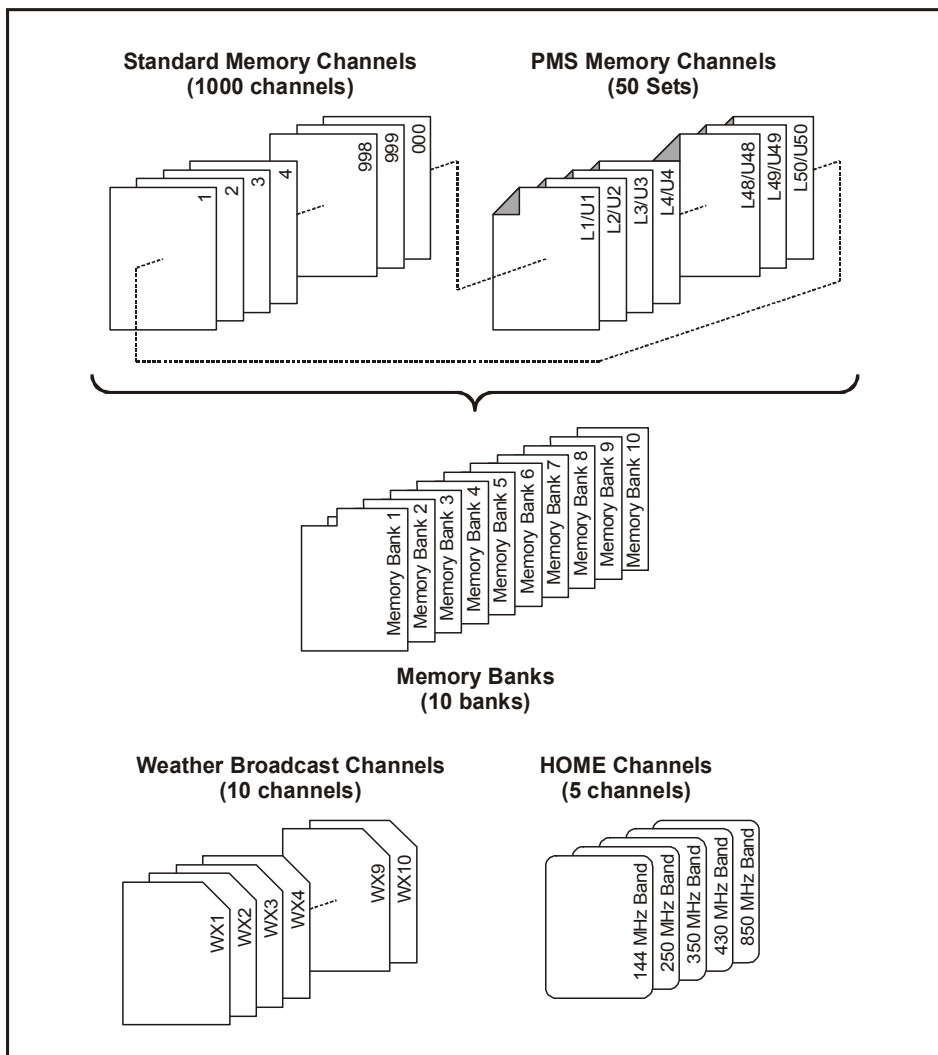 Standard Memory Channels
(1000 channels)
1
2
3
4
998
999
000
PMS Memory Channels
(50 Sets)
L1/U1
L2/U2
L3/U3
L4/U4
L48/U48
L49/U49
L50/U50
Memory Bank 1
Memory Bank 2
Memory Bank 3
Memory Bank 4
Memory Bank 5
Memory Bank 6
Memory Bank 7
Memory Bank 8
Memory Bank 9
Memory Bank 10
Memory Banks
(10 banks)
Weather Broadcast Channels
(10 channels)
WX1
WX2
WX3
WX4
WX9
WX10
HOME Channels
(5 channels)
144 MHz Band
250 MHz Band
350 MHz Band
430 MHz Band
850 MHz Band